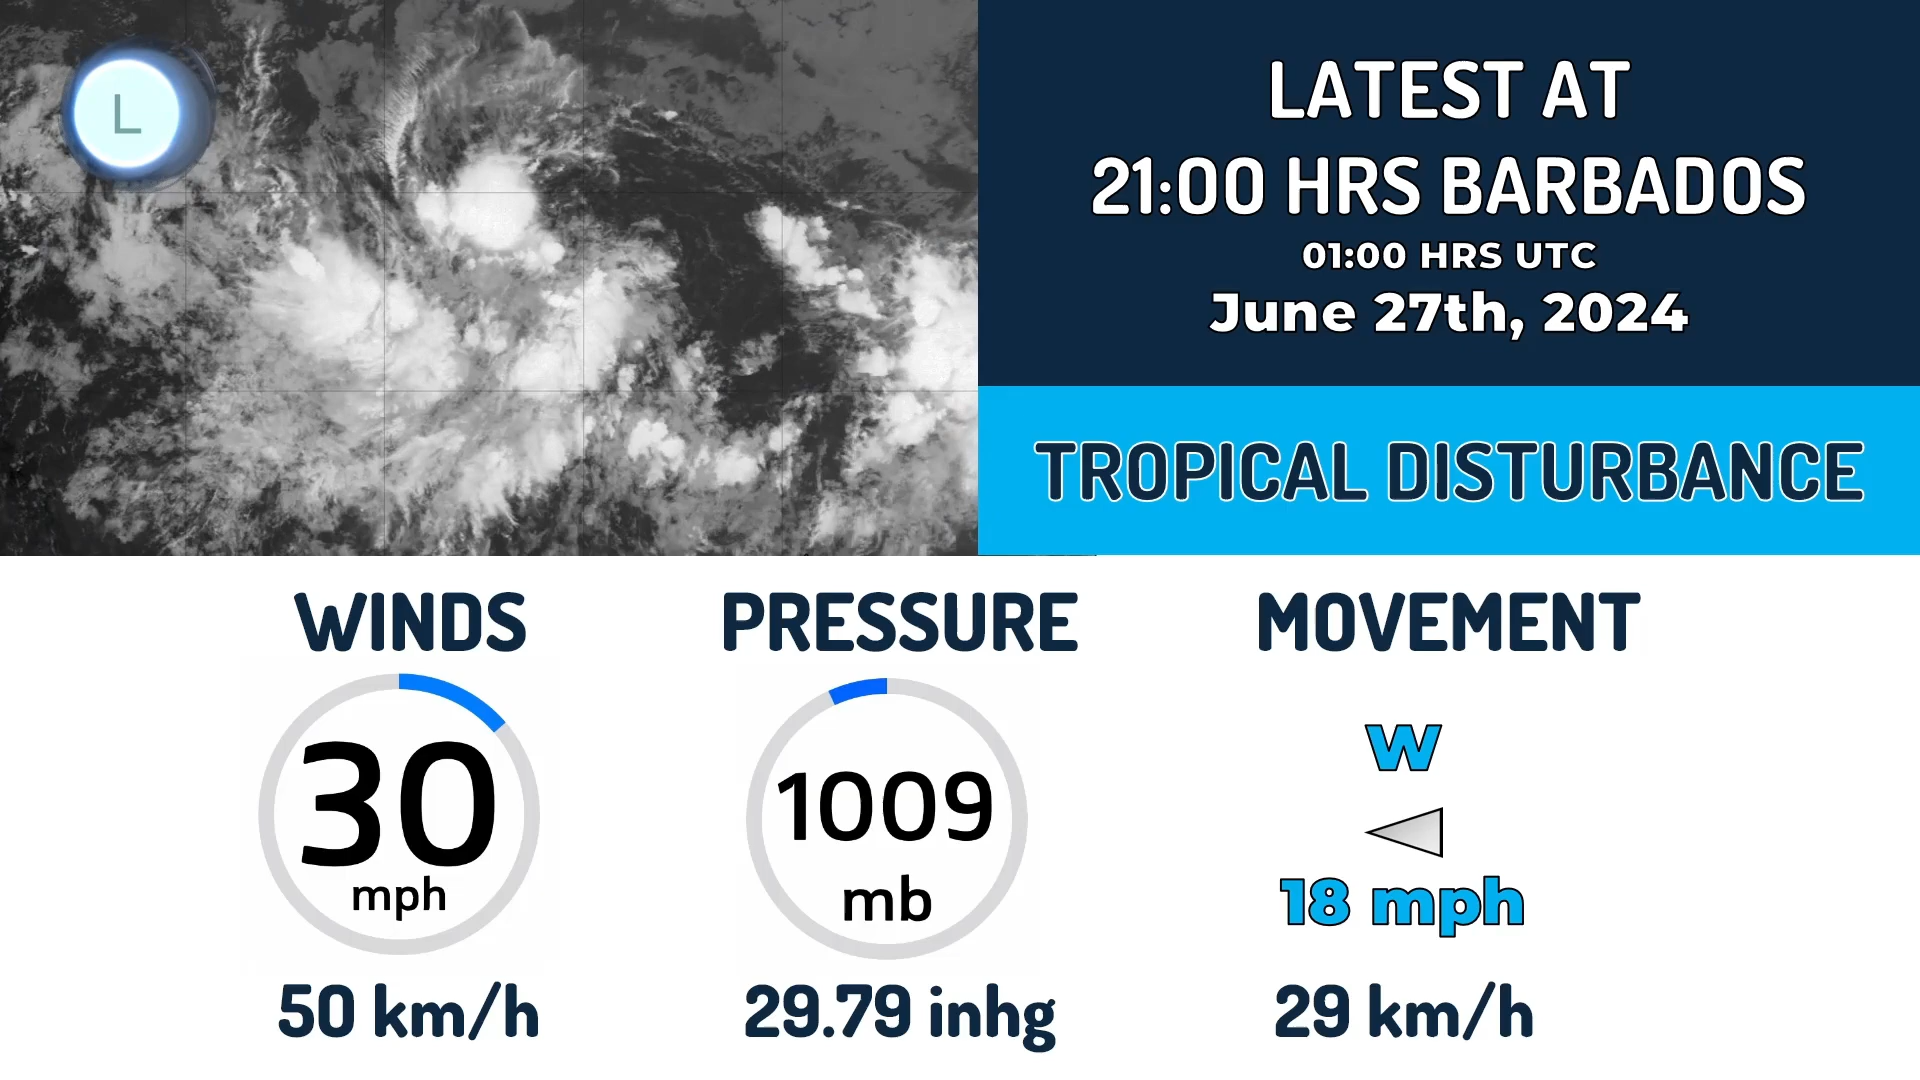 L
LATEST AT
21:00 HRS BARBADOS
01:00 HRS UTC
June 27th, 2024
TROPICAL DISTURBANCE
WINDS
30
mph
50 km/h
PRESSURE
1009
mb
29.79 inhg
MOVEMENT
W
18 mph
29 km/h